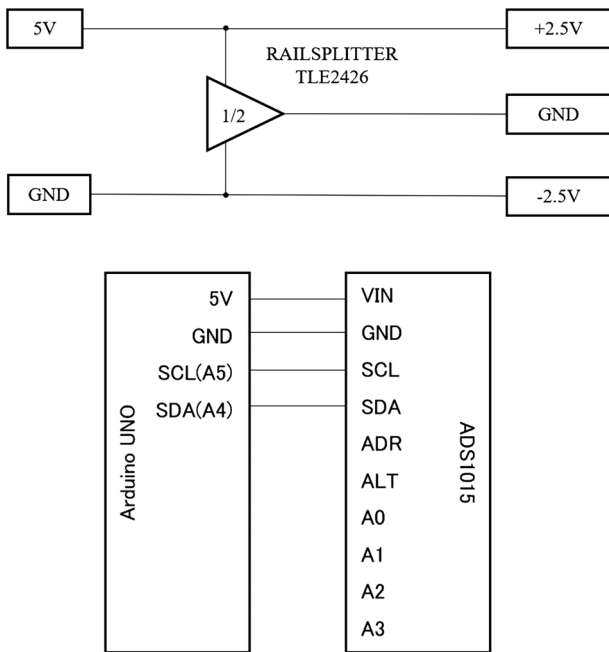 5V
+2.5V
RAILSPLITTER
TLE2426
1/2
GND
GND
-2.5V
5V
GND
SCL(A5)
SDA(A4)
Arduino UNO
VIN
GND
SCL
SDA
ADR
ALT
A0
A1
A2
A3
ADS1015